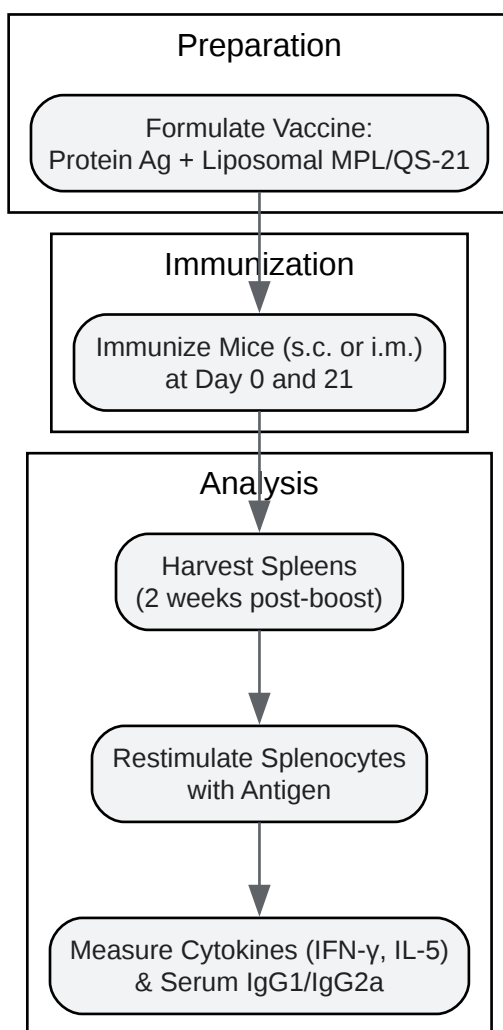 Preparation
Formulate Vaccine:
Protein Ag + Liposomal MPL/QS-21
Immunization
Immunize Mice (s.c. or i.m.)
at Day 0 and 21
Analysis
Harvest Spleens
(2 weeks post-boost)
Restimulate Splenocytes
with Antigen
Measure Cytokines (IFN-γ, IL-5)
& Serum IgG1/IgG2a